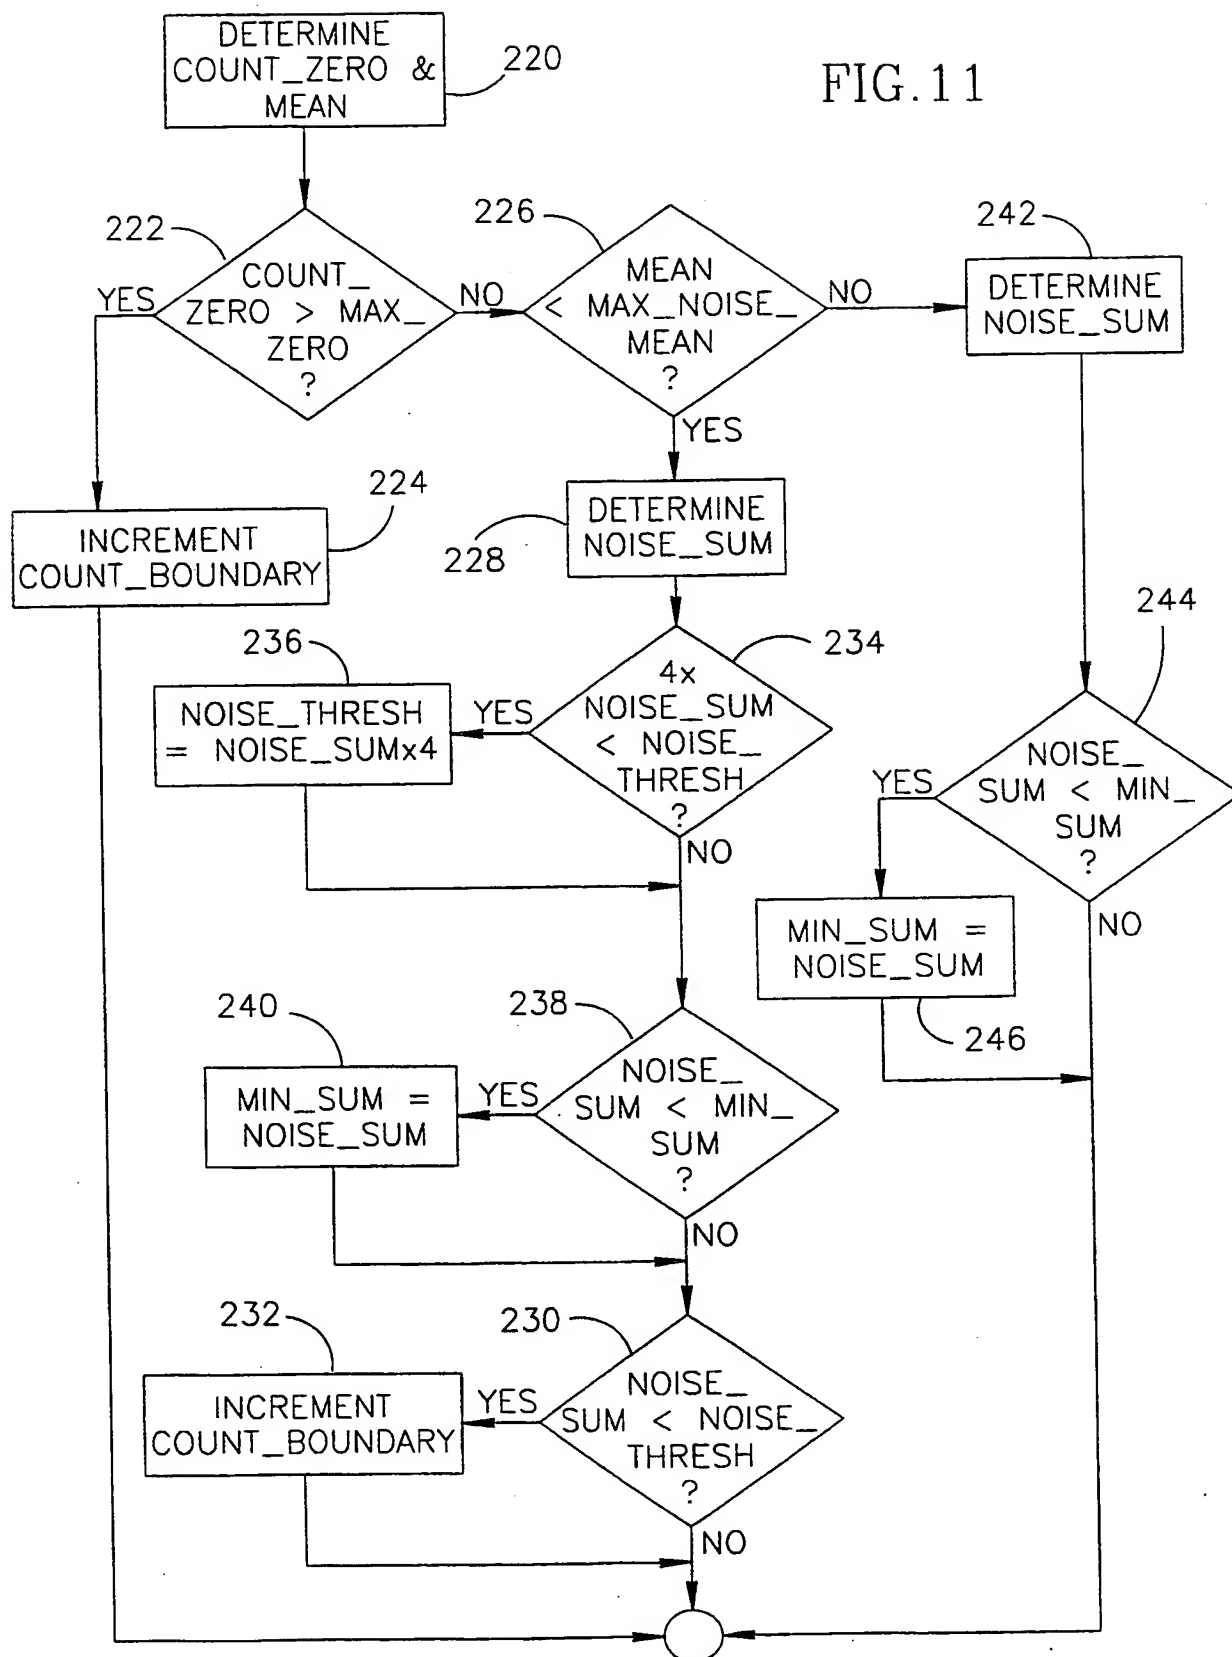 DETERMINE
COUNT_ZERO &
MEAN
220
FIG.11
222
COUNT_
ZERO > MAX_
ZERO
?
YES
NO
226
MEAN
< MAX_NOISE_
MEAN
?
NO
YES
242
DETERMINE
NOISE_SUM
224
INCREMENT
COUNT_BOUNDARY
228
DETERMINE
NOISE_SUM
236
NOISE_THRESH
= NOISE_SUMx4
YES
234
4x
NOISE_SUM
< NOISE_
THRESH
?
NO
244
NOISE_
SUM < MIN_
SUM
?
YES
NO
MIN_SUM =
NOISE_SUM
246
240
MIN_SUM =
NOISE_SUM
YES
238
NOISE_
SUM < MIN_
SUM
?
NO
232
INCREMENT
COUNT_BOUNDARY
YES
230
NOISE_
SUM < NOISE_
THRESH
?
NO